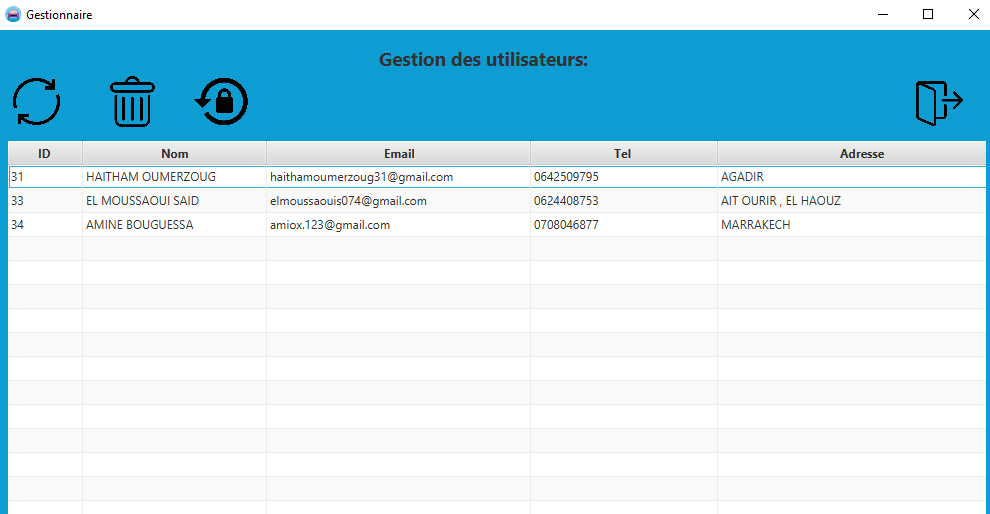 Gestionnaire
Gestion des utilisateurs:
ID Nom Email Tel Adresse
31 HAITHAM OUMERZOUG haithamoumerzoug31@gmail.com 0642509795 AGADIR
33 EL MOUSSAOUI SAID elmoussaouis074@gmail.com 0624408753 AIT OURIR , EL HAOUZ
34 AMINE BOUGUESSA amiox.123@gmail.com 0708046877 MARRAKECH